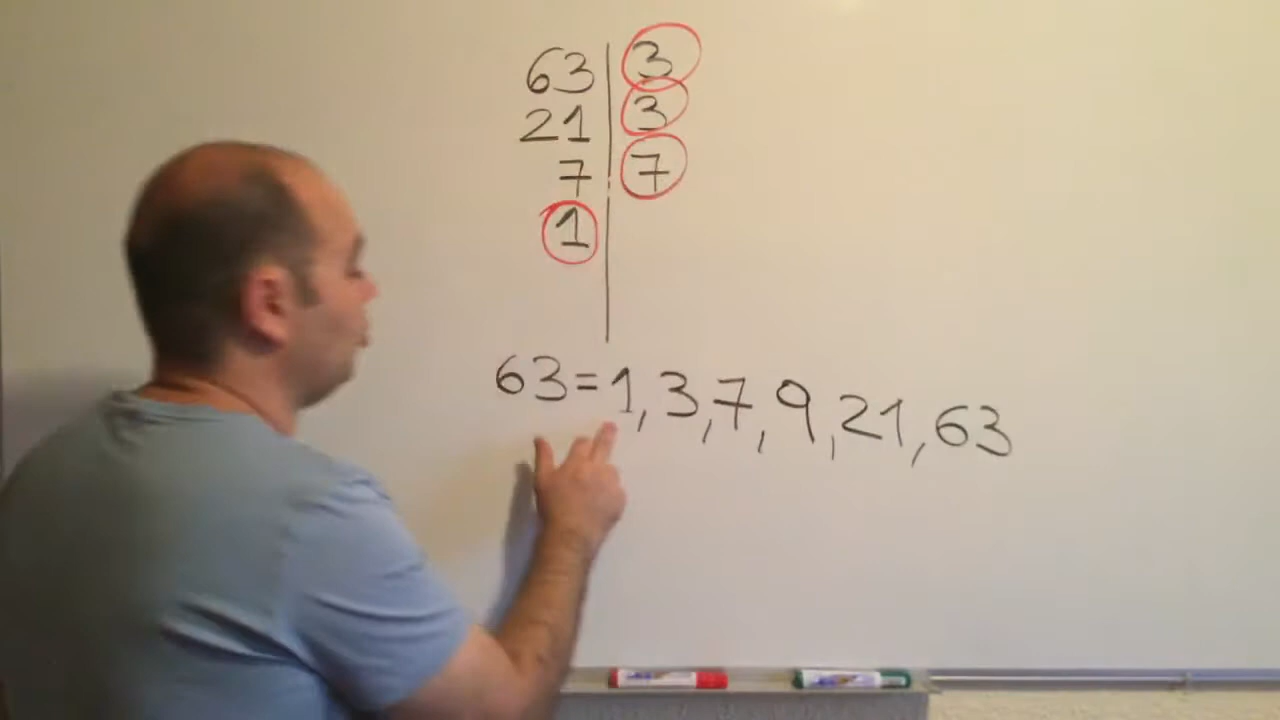 63 | 3
21 | 3
7 | 7
1 |
63=1,3,7,9,21,63